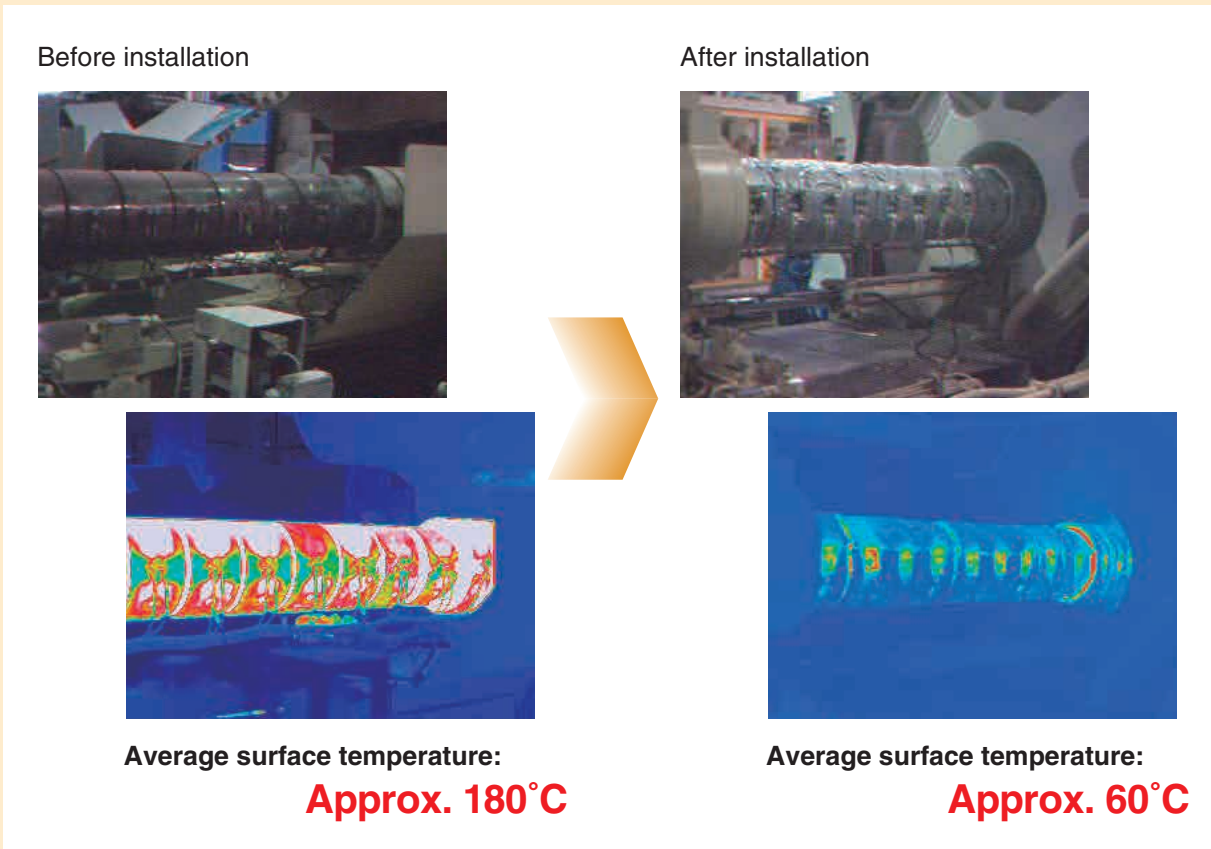 Before installation
After installation
Average surface temperature:
Approx. 180˚C
Average surface temperature:
Approx. 60˚C